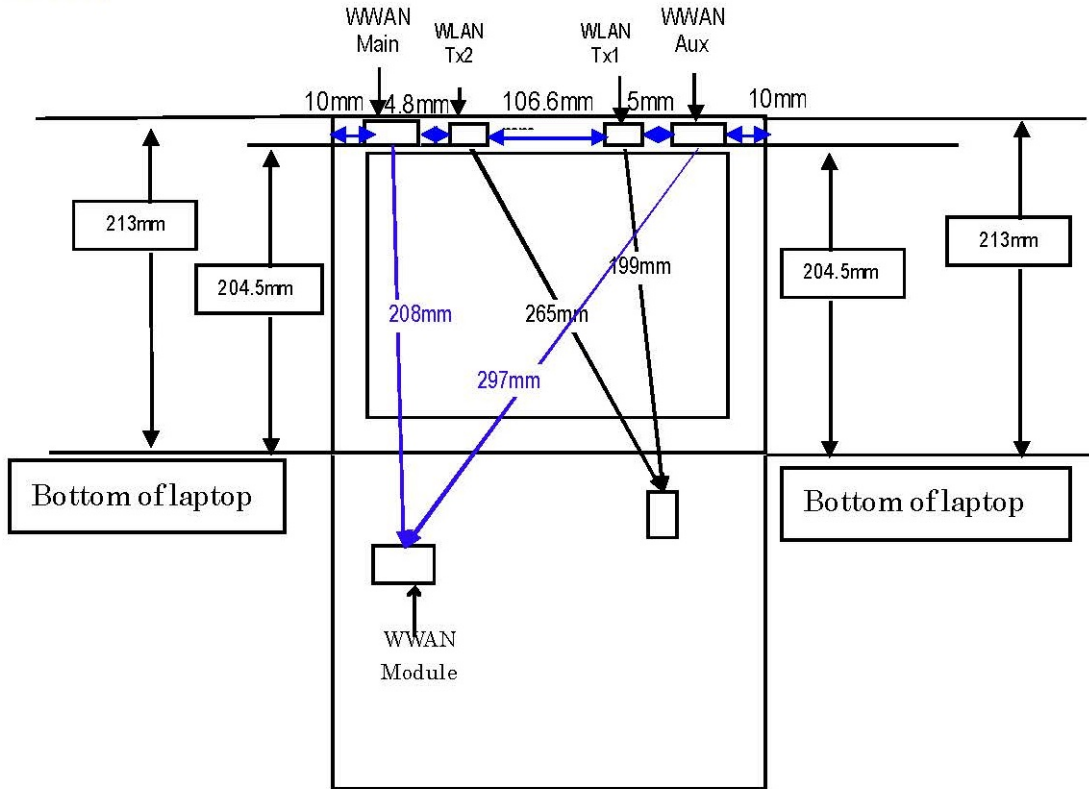 WWAN
Main
WLAN
Tx2
WLAN
Tx1
WWAN
Aux
10mm
4.8mm
106.6mm
5mm
10mm
213mm
204.5mm
208mm
265mm
199mm
297mm
204.5mm
213mm
Bottom of laptop
Bottom of laptop
WWAN
Module